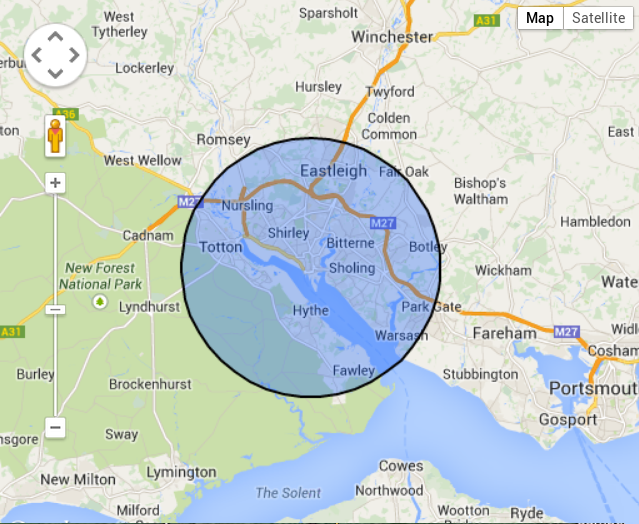 Sparsholt
West
Tytherley
A31
Map
Satellite
Winchester
Lockerley
Hursley
Twyford
A36
Colden
Common
East
Romsey
West Wellow
Eastleigh
Fair Oak
Bishop's
Waltham
M27
Nursling
M27
Hambledon
Cadnam
Totton
Shirley
Bitterne
Botley
New Forest
National Park
Sholing
Wickham
Lyndhurst
Hythe
Park Gate
A31
Warsash
Fareham
M27
Cosham
Burley
Brockenhurst
Fawley
Stubbington
Portsmout
Gosport
Sway
Lymington
New Milton
Cowes
The Solent
Northwood
Milford
Wootton
Ryde